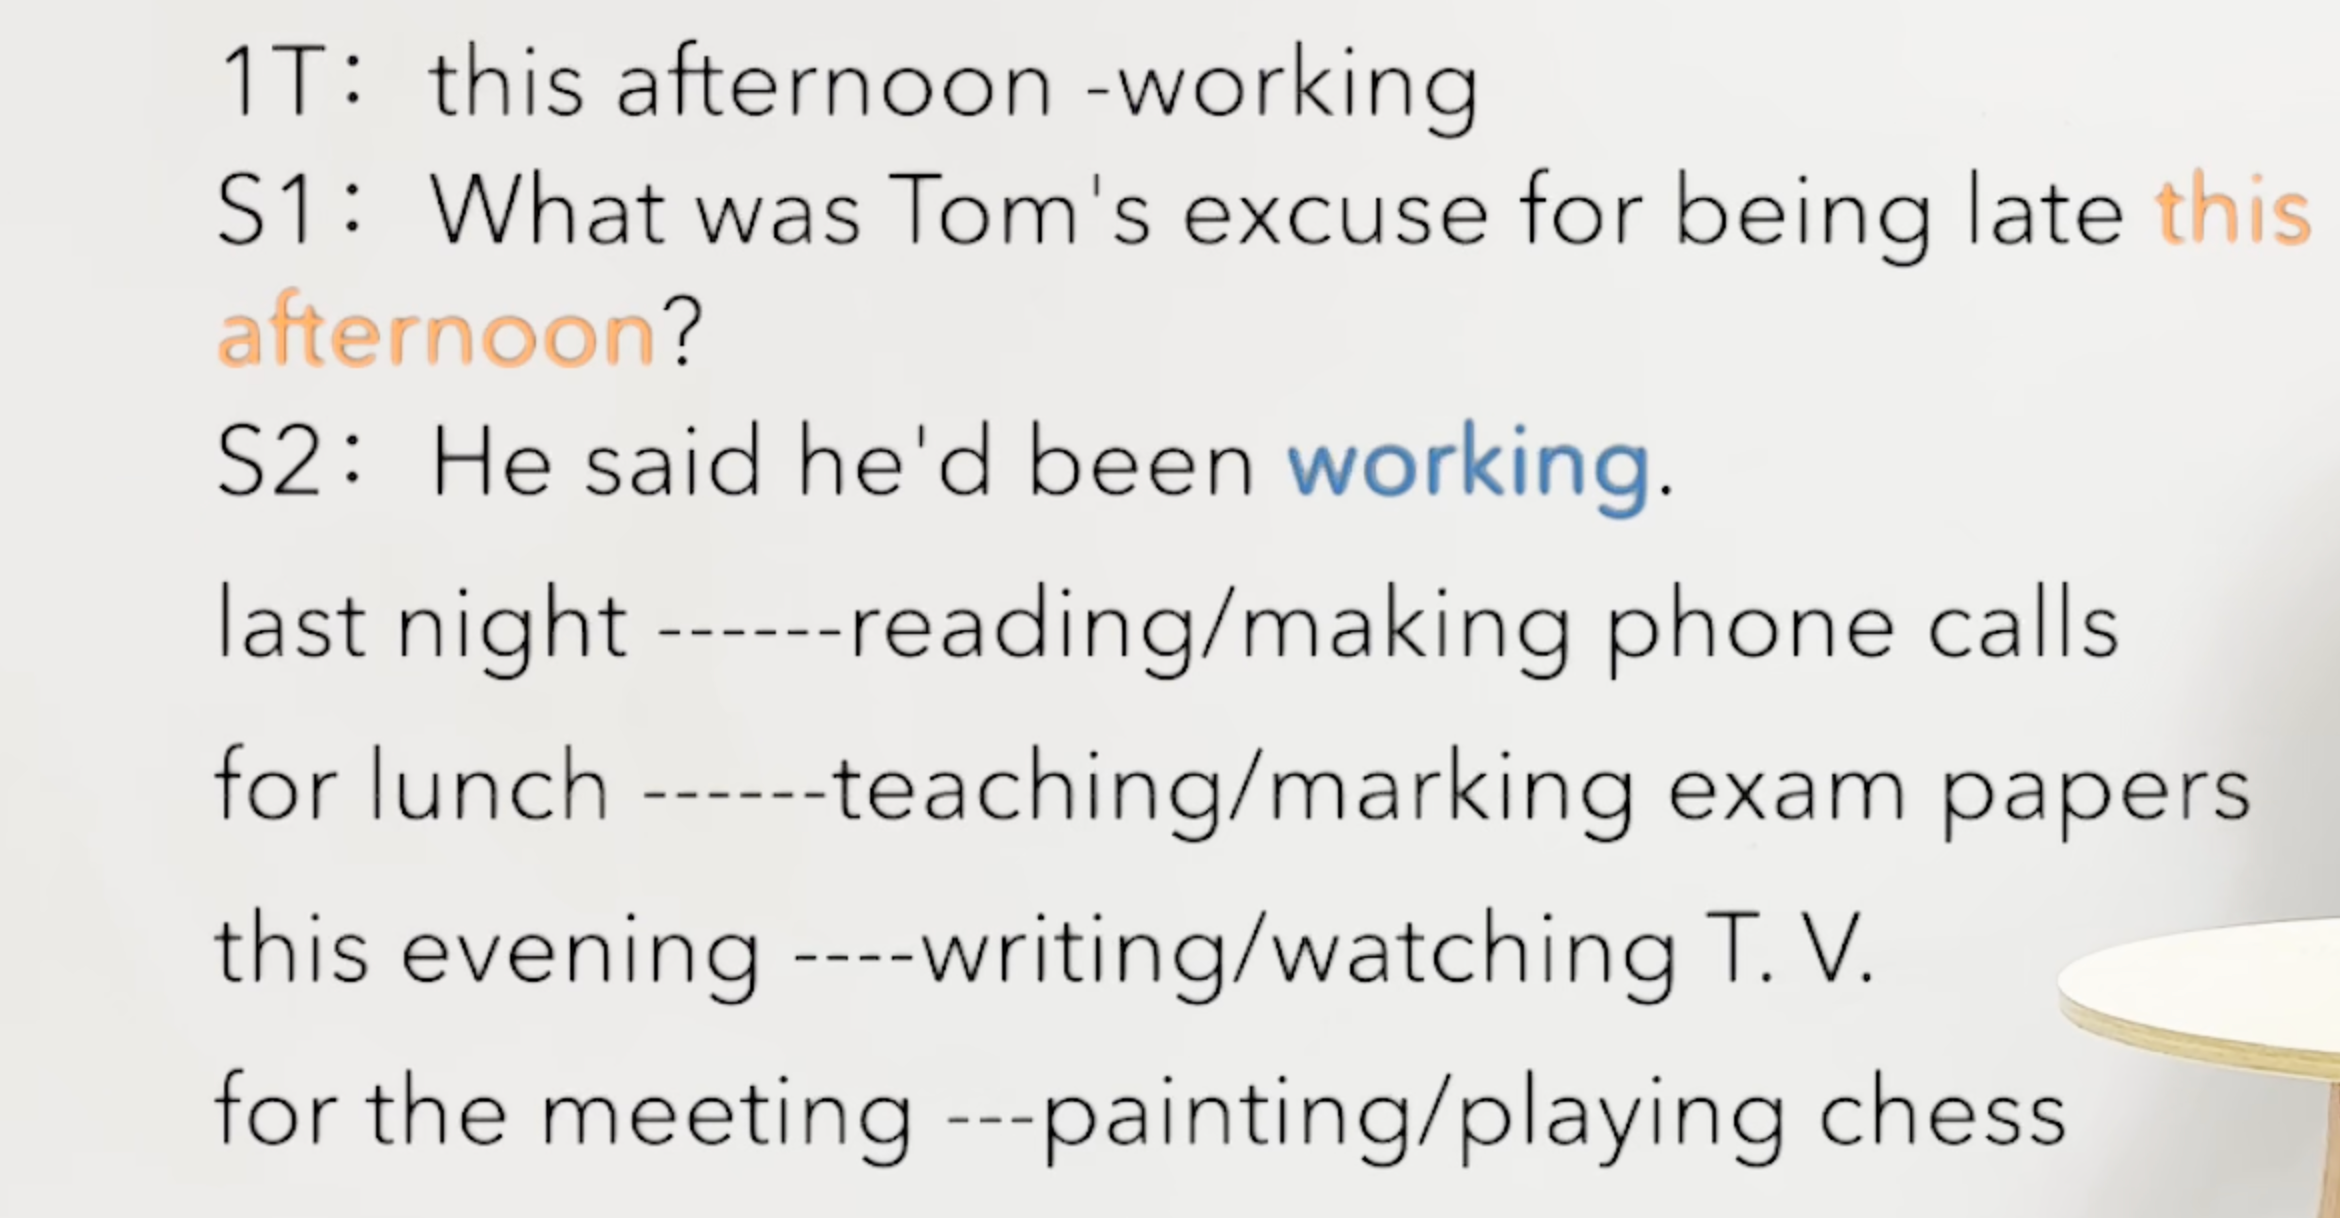 1T: this afternoon -working
S1: What was Tom's excuse for being late this
afternoon?
S2: He said he'd been working.
last night ------reading/making phone calls
for lunch ------teaching/marking exam papers
this evening ----writing/watching T. V.
for the meeting ---painting/playing chess